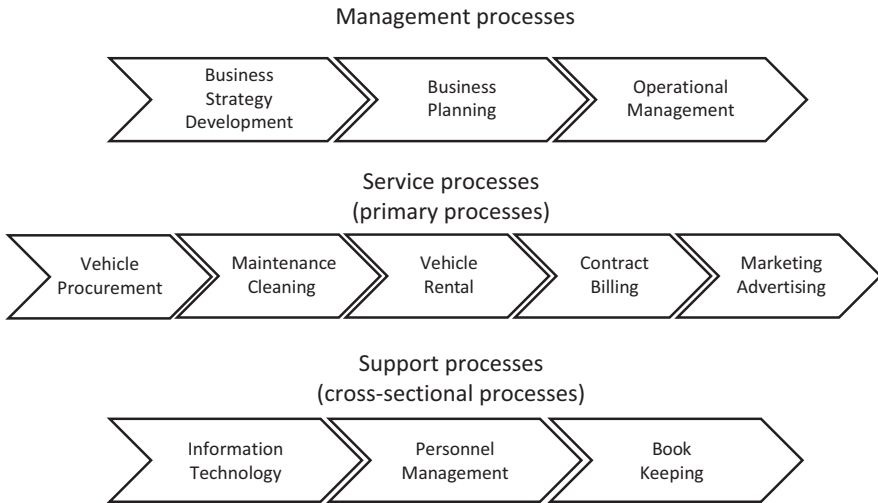 Management processes
Business
Strategy
Development
Business
Planning
Operational
Management
Service processes
(primary processes)
Vehicle
Procurement
Maintenance
Cleaning
Vehicle
Rental
Contract
Billing
Marketing
Advertising
Support processes
(cross-sectional processes)
Information
Technology
Personnel
Management
Book
Keeping